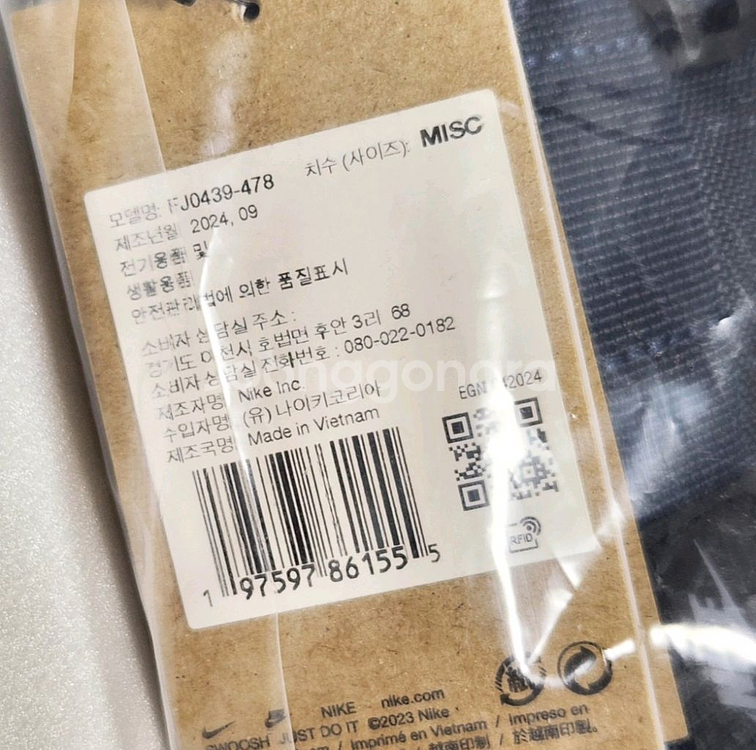 치수 (사이즈): MISC
모델명: FJ0439-478
제조년월 2024, 09
전기용품 및
생활용품
안전관리법에 의한 품질표시
소비자 상담실 주소 :
경기도 이천시 호법면 후안 3리 68
소비자 상담실 전화번호 : 080-022-0182
제조자명 Nike Inc.
수입자명 (유) 나이키코리아
제조국명 Made in Vietnam
EGN 2024
1 97597 86155 5
RFID
NIKE nike.com
SWOOSH JUST DO IT ©2023 Nike
Imprimé en Vietnam / Impreso en
於越南印製。